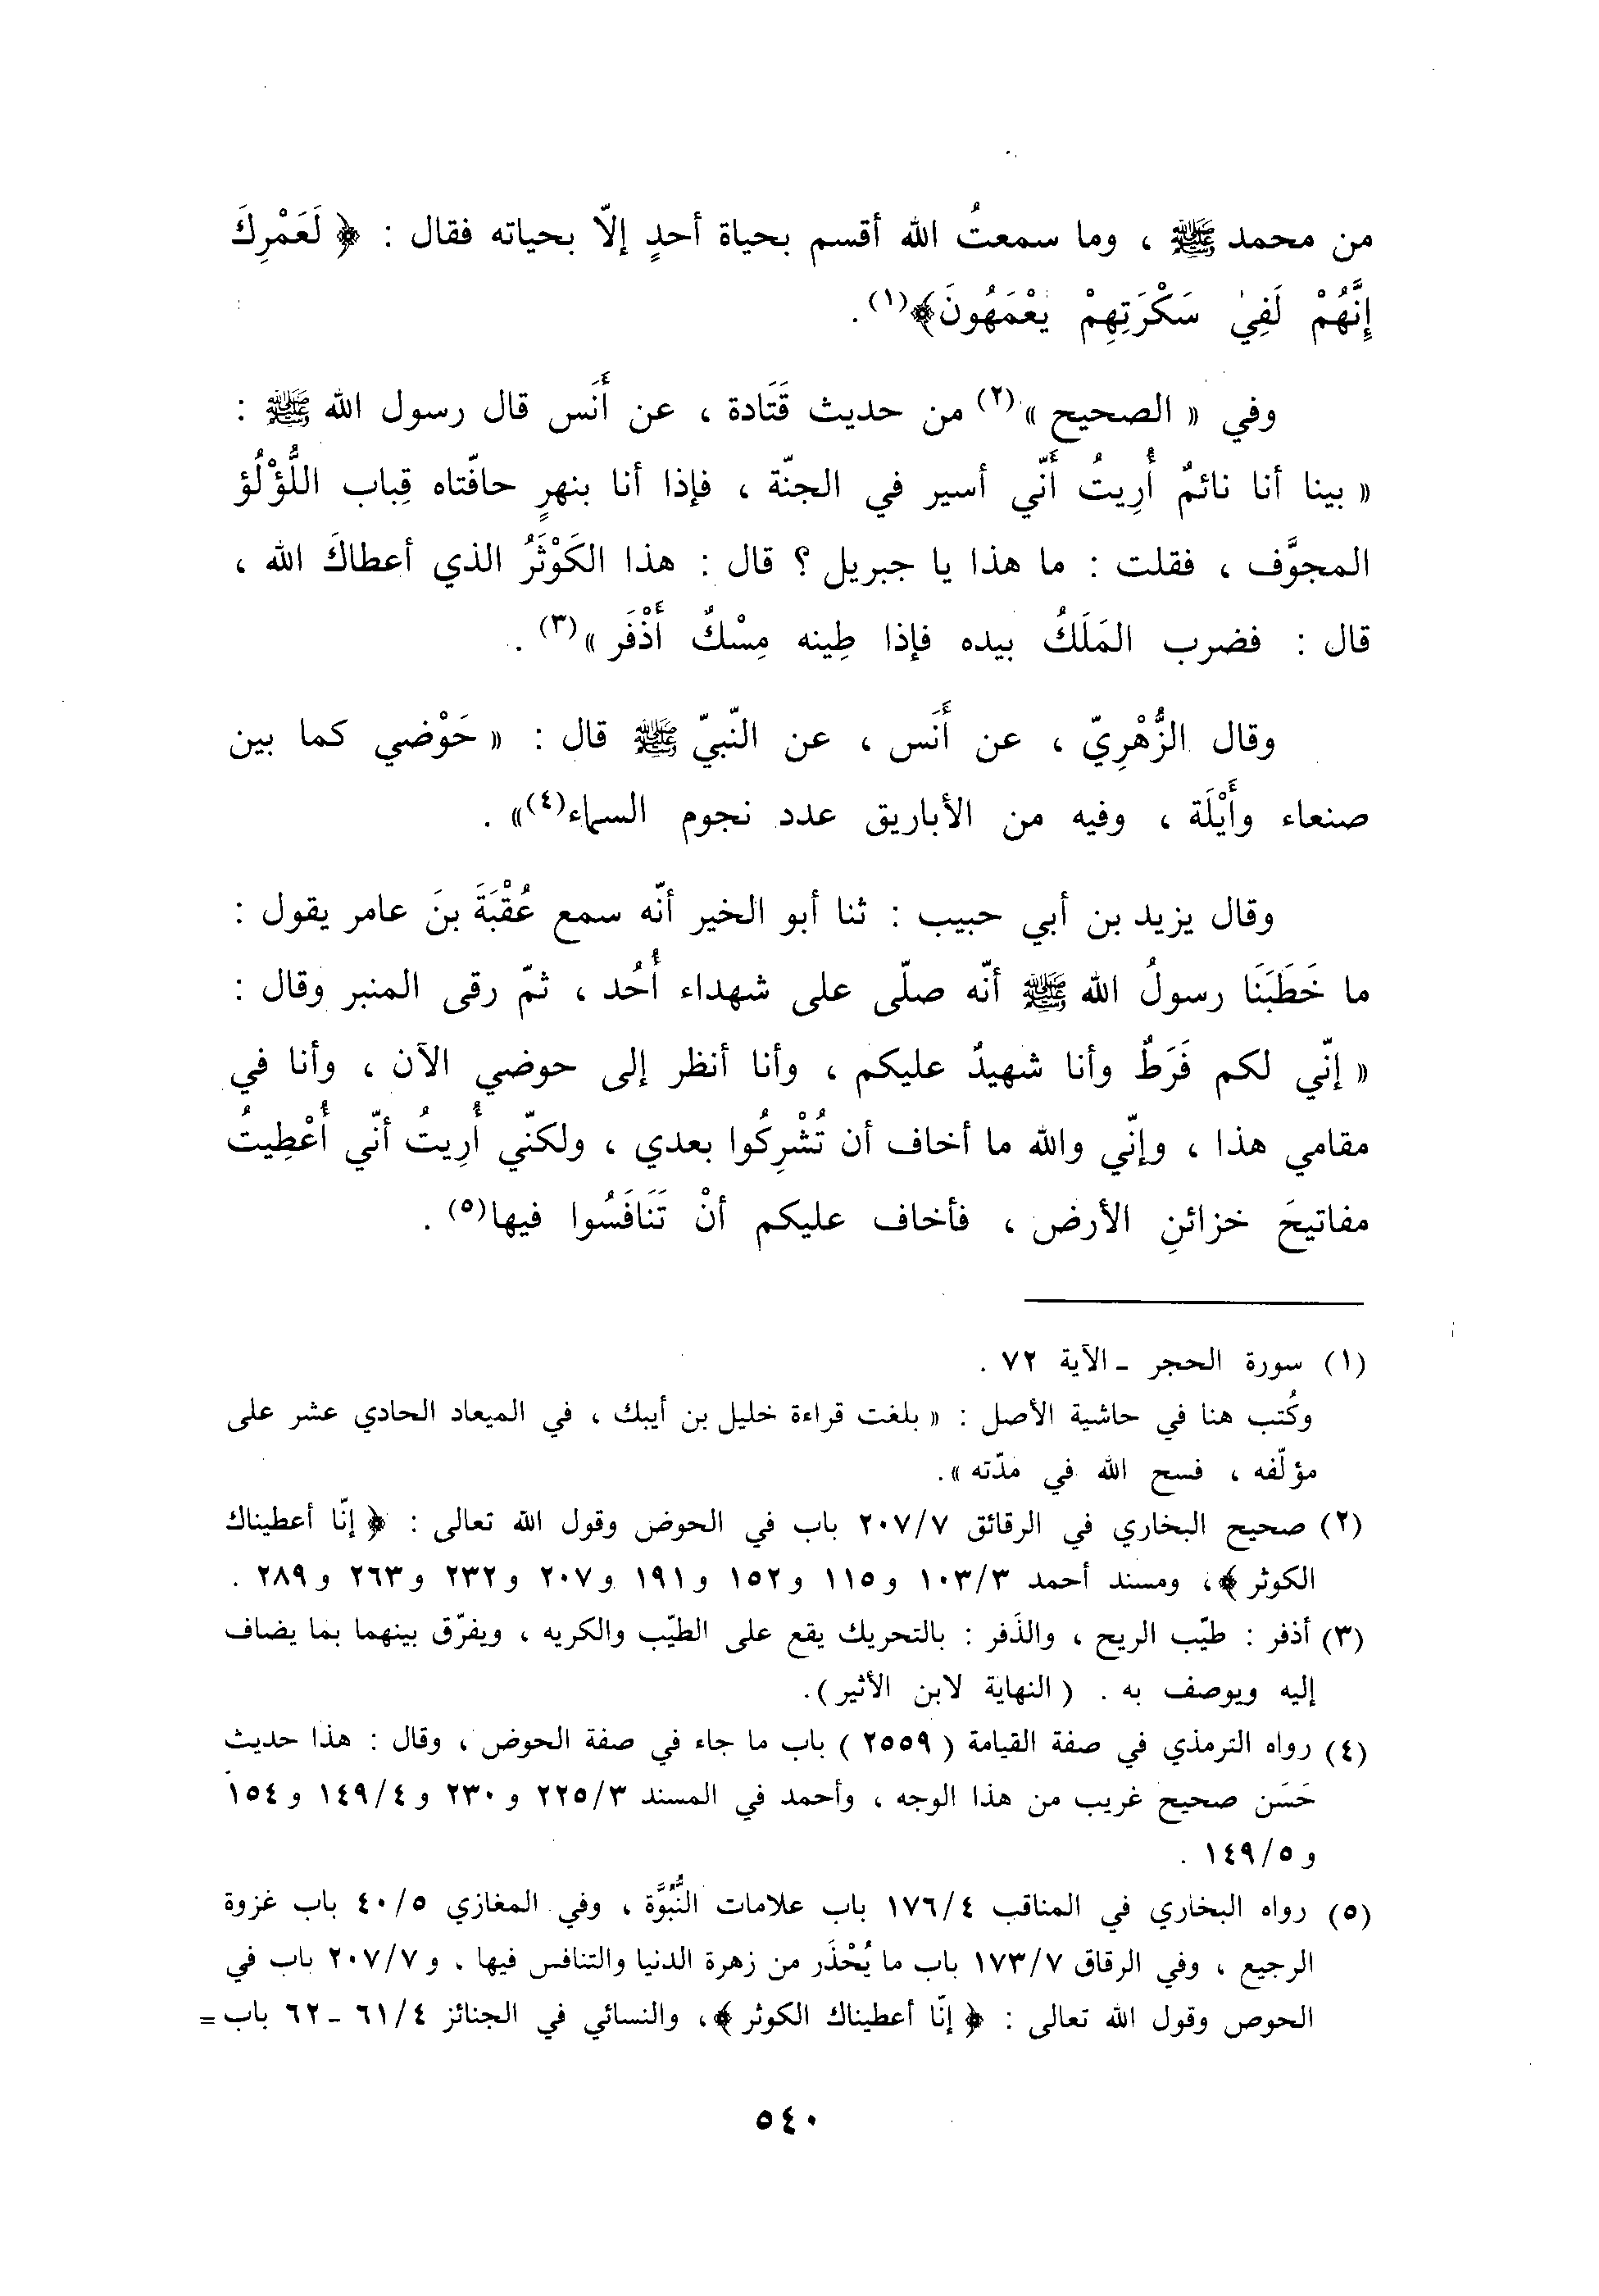 من محمد ﷺ ، وما سمعتُ الله أقسم بحياة أحدٍ إلّا بحياته فقال : ﴿ لَعَمْرِكَ
إِنَّهُمْ لَفِيْ سَكْرَتِهِمْ يَعْمَهُونَ﴾(١) .
وفي « الصحيح »(٢) من حديث قَتَادة ، عن أَنَس قال رسول الله ﷺ :
« بينا أنا نائمٌ أُرِيتُ أَنّي أسير في الجنّة ، فإذا أنا بنهرٍ حافّتاه قِباب اللُّؤْلُؤ
المجوَّف ، فقلت : ما هذا يا جبريل ؟ قال : هذا الكَوْثَرُ الذي أعطاكَ الله ،
قال : فضرب المَلَكُ بيده فإذا طِينه مِسْكٌ أَذْفَر »(٣) .
وقال الزُّهْرِيّ ، عن أَنَس ، عن النّبيّ ﷺ قال : « حَوْضي كما بين
صنعاء وأَيْلَة ، وفيه من الأباريق عدد نجوم السماء(٤)» .
وقال يزيد بن أبي حبيب : ثنا أبو الخير أنّه سمع عُقْبَةَ بنَ عامر يقول :
ما خَطَبَنَا رسولُ الله ﷺ أنّه صلّى على شهداء أُحُد ، ثمّ رقى المنبر وقال :
« إنّي لكم فَرَطٌ وأنا شهيدٌ عليكم ، وأنا أنظر إلى حوضي الآن ، وأنا في
مقامي هذا ، وإنّي والله ما أخاف أن تُشْرِكُوا بعدي ، ولكنّي أُرِيتُ أنّي أُعْطِيتُ
مفاتيحَ خزائنِ الأرض ، فأخاف عليكم أنْ تَنَافَسُوا فيها(٥) .
(١) سورة الحجر ـ الآية ٧٢ .
وكُتب هنا في حاشية الأصل : « بلغت قراءة خليل بن أيبك ، في الميعاد الحادي عشر على
مؤلّفه ، فسح الله في مدّته ».
(٢) صحيح البخاري في الرقائق ٢٠٧/٧ باب في الحوض وقول الله تعالى : ﴿ إنّا أعطيناك
الكوثر ﴾، ومسند أحمد ١٠٣/٣ و١١٥ و١٥٢ و١٩١ و٢٠٧ و٢٣٢ و٢٦٣ و٢٨٩ .
(٣) أذفر : طيّب الريح ، والذَفر : بالتحريك يقع على الطيّب والكريه ، ويفرّق بينهما بما يضاف
إليه ويوصف به . ( النهاية لابن الأثير ).
(٤) رواه الترمذي في صفة القيامة ( ٢٥٥٩ ) باب ما جاء في صفة الحوض ، وقال : هذا حديث
حَسَن صحيح غريب من هذا الوجه ، وأحمد في المسند ٢٢٥/٣ و٢٣٠ و١٤٩/٤ و١٥٤
و١٤٩/٥ .
(٥) رواه البخاري في المناقب ١٧٦/٤ باب علامات النُّبُوَّة ، وفي المغازي ٤٠/٥ باب غزوة
الرجيع ، وفي الرقاق ١٧٣/٧ باب ما يُحْذَر من زهرة الدنيا والتنافس فيها . و٢٠٧/٧ باب في
الحوص وقول الله تعالى : ﴿ إنّا أعطيناك الكوثر ﴾، والنسائي في الجنائز ٦١/٤ ـ ٦٢ باب =
٥٤٠